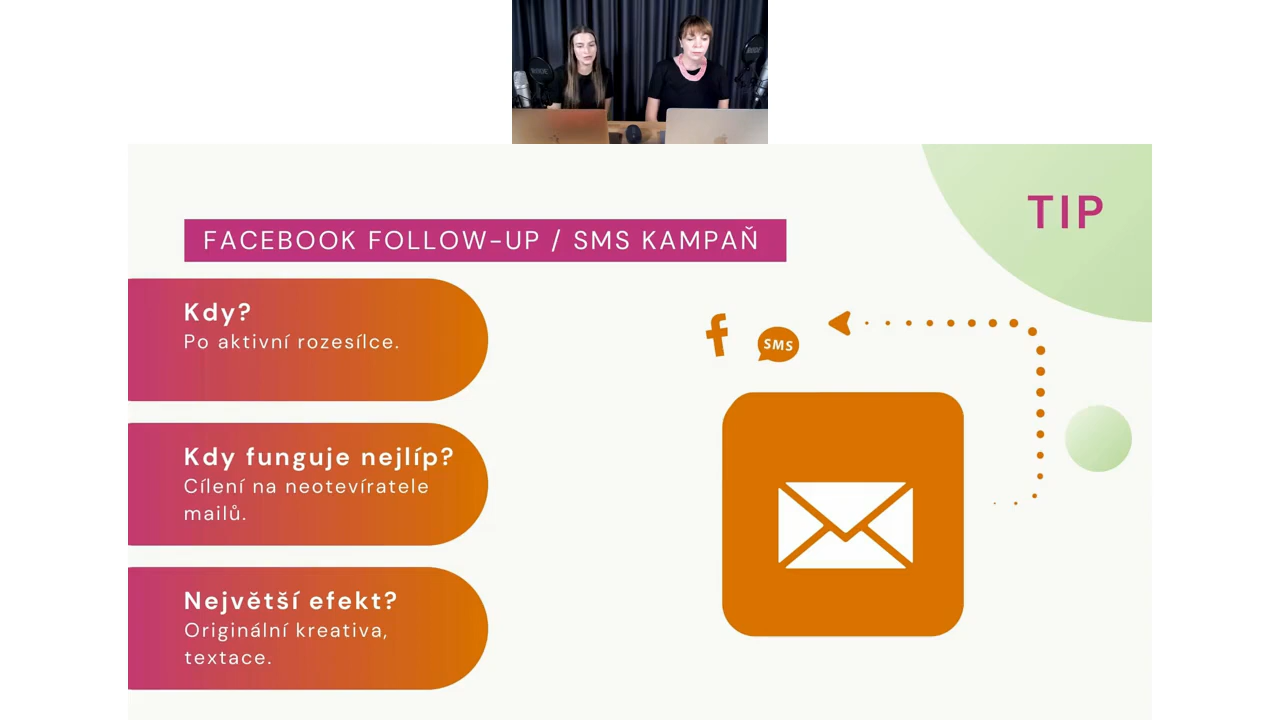 TIP
FACEBOOK FOLLOW-UP / SMS KAMPAŇ
Kdy?
Po aktivní rozesílce.
SMS
Kdy funguje nejlíp?
Cílení na neotevíratele
mailů.
Největší efekt?
Originální kreativa,
textace.